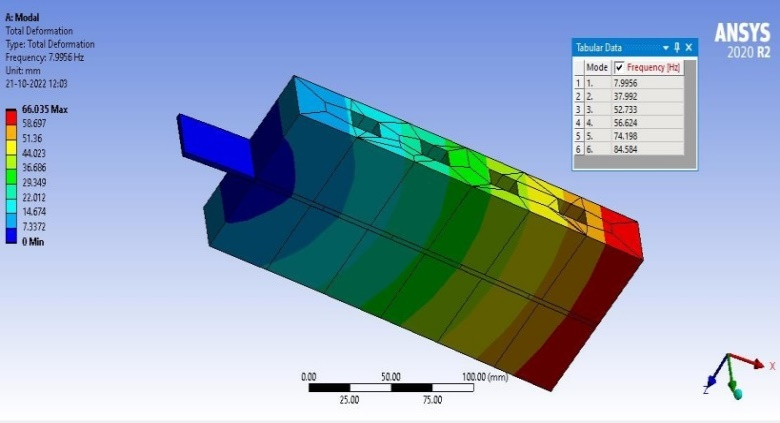 A: Modal
Total Deformation
Type: Total Deformation
Frequency: 7.9956 Hz
Unit: mm
21-10-2022 12:03
66.035 Max
58.697
51.36
44.023
36.686
29.349
22.012
14.674
7.3372
0 Min
Tabular Data
Mode Frequency [Hz]
1 1. 7.9956
2 2. 37.992
3 3. 52.733
4 4. 56.624
5 5. 74.198
6 6. 84.584
ANSYS
2020 R2
0.00 50.00 100.00 (mm)
25.00 75.00
X
Z